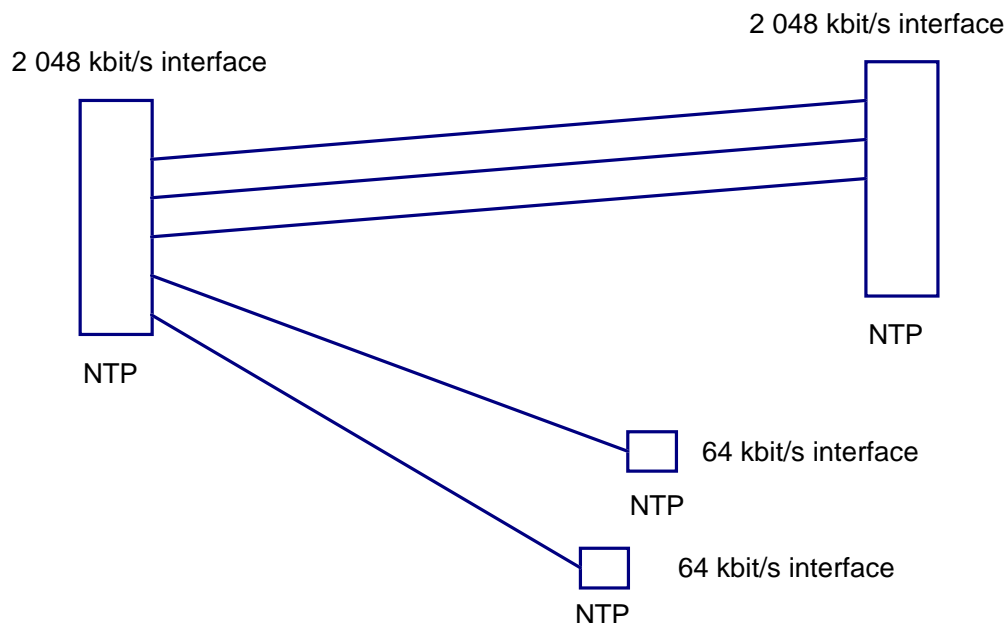 2 048 kbit/s interface
2 048 kbit/s interface
NTP
NTP
64 kbit/s interface
NTP
64 kbit/s interface
NTP